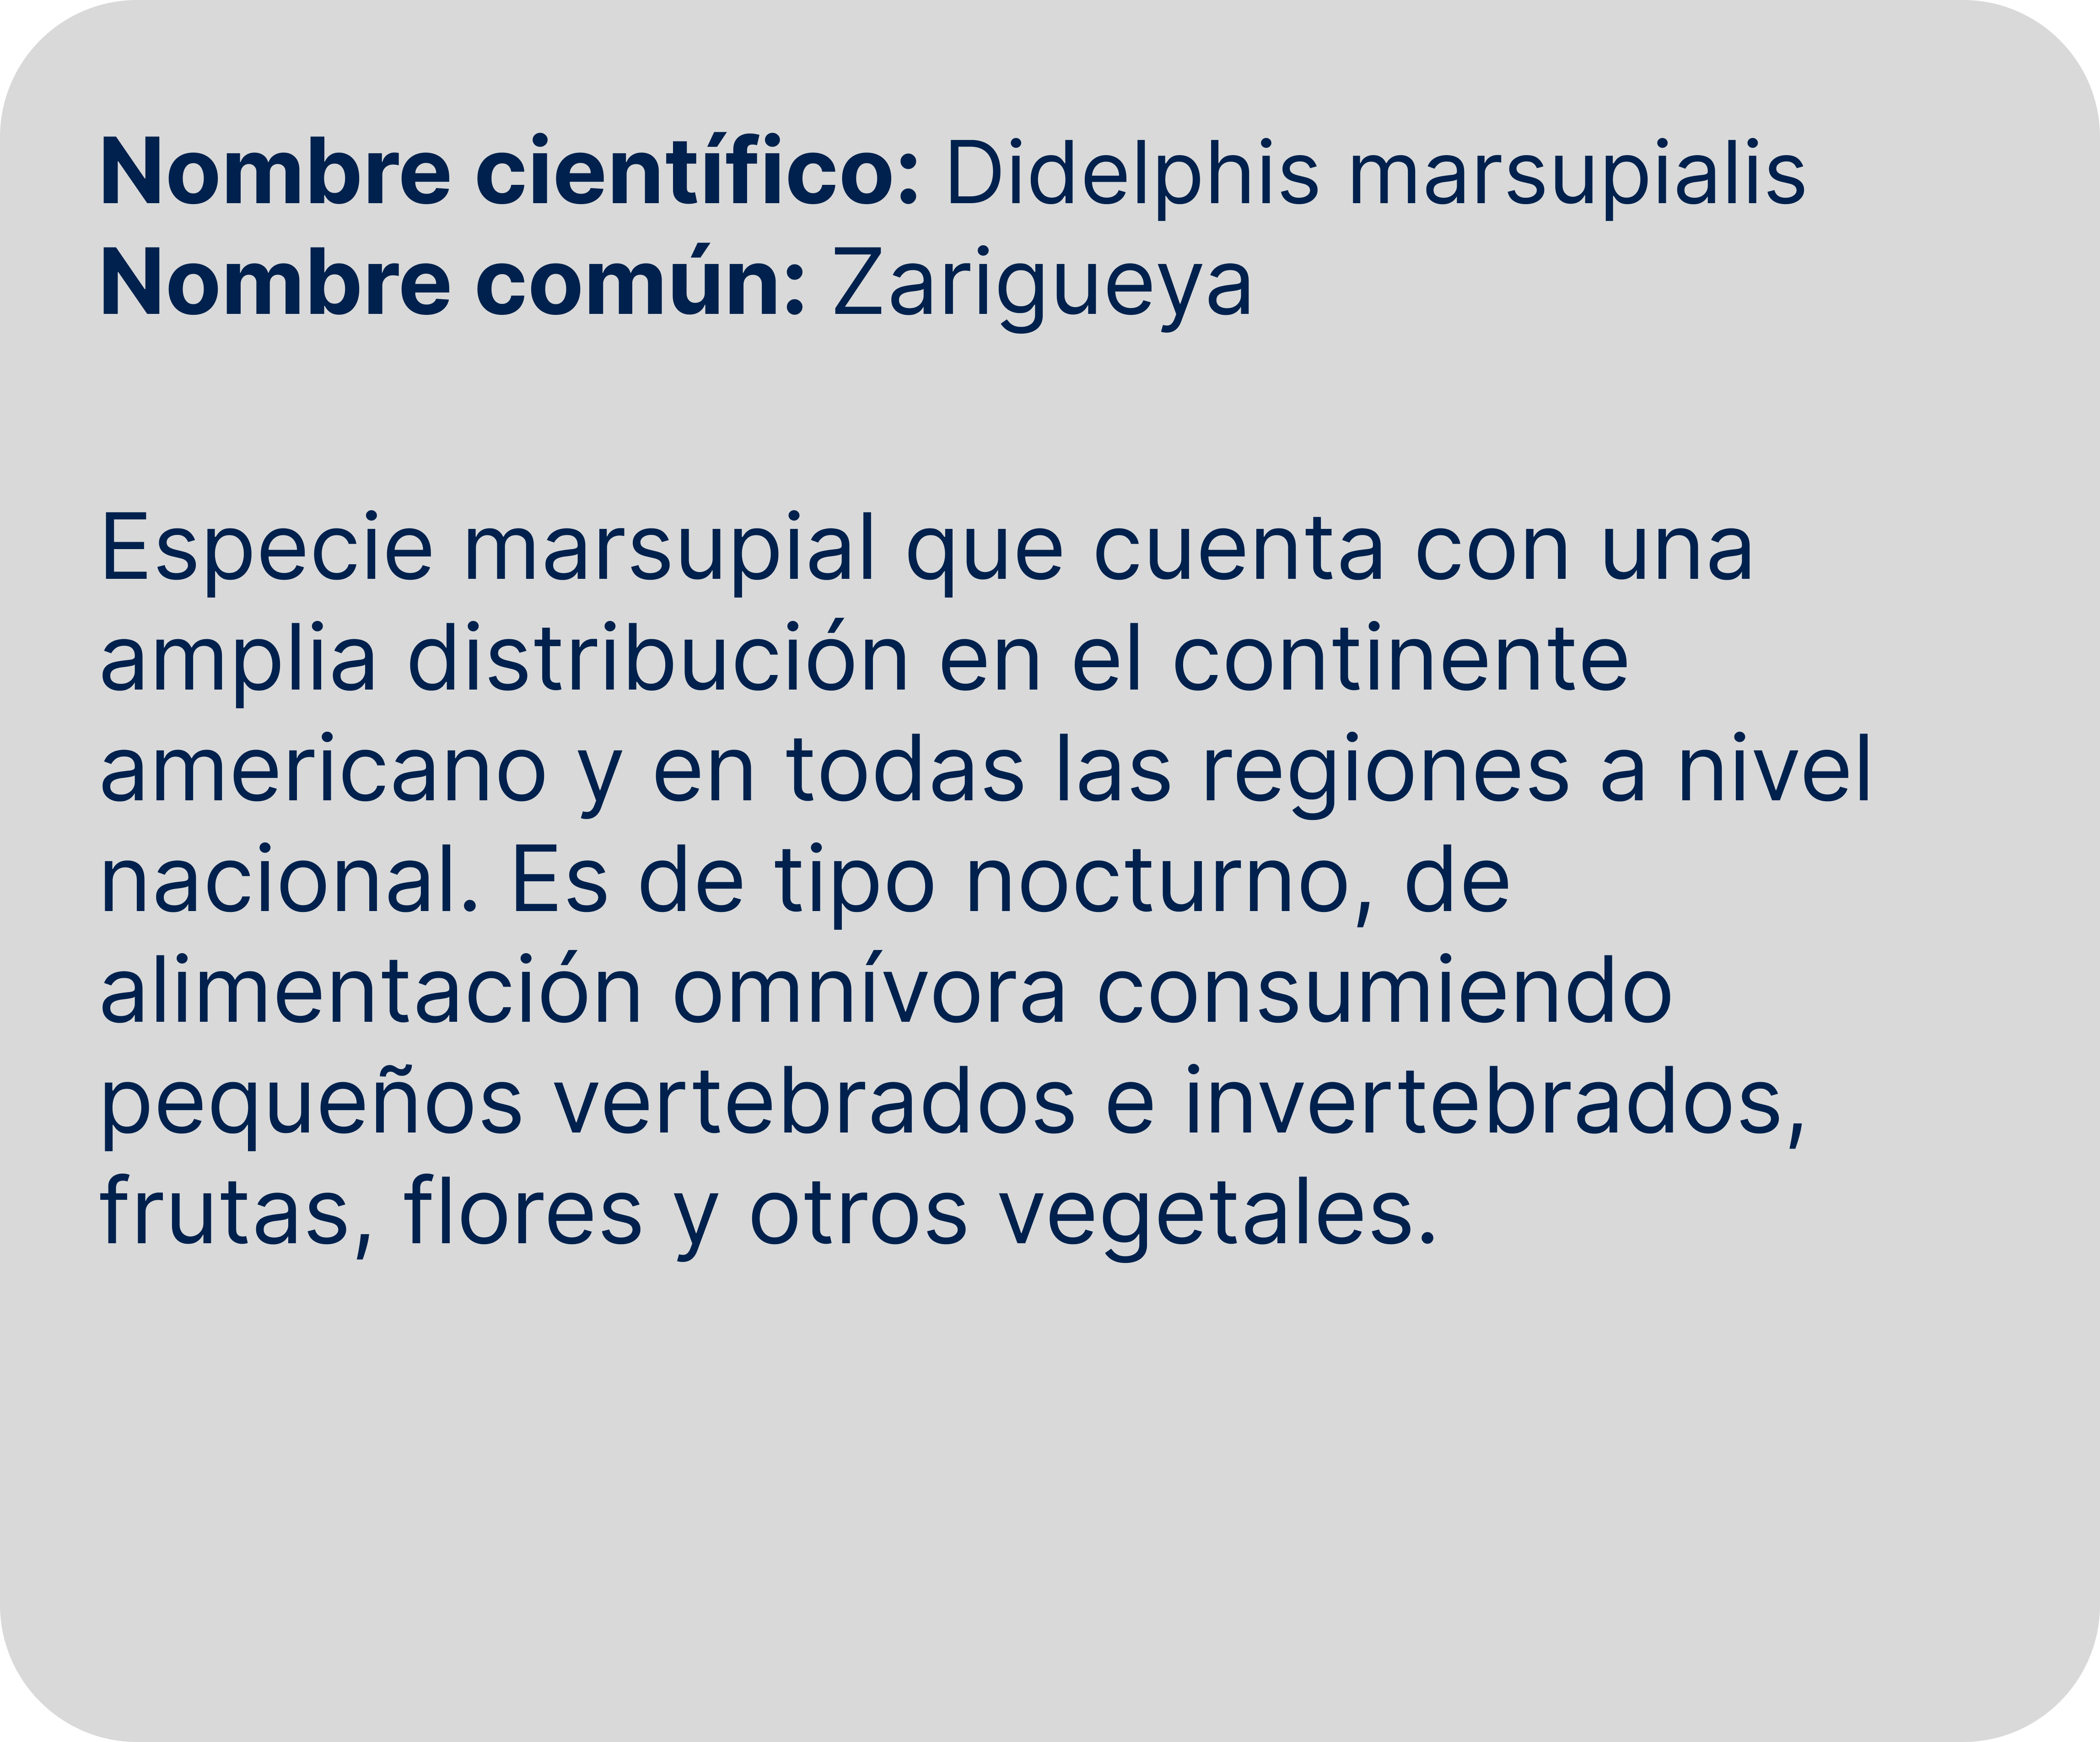 Nombre científico: Didelphis marsupialis
Nombre común: Zarigueya
Especie marsupial que cuenta con una
amplia distribución en el continente
americano y en todas las regiones a nivel
nacional. Es de tipo nocturno, de
alimentación omnívora consumiendo
pequeños vertebrados e invertebrados,
frutas, flores y otros vegetales.